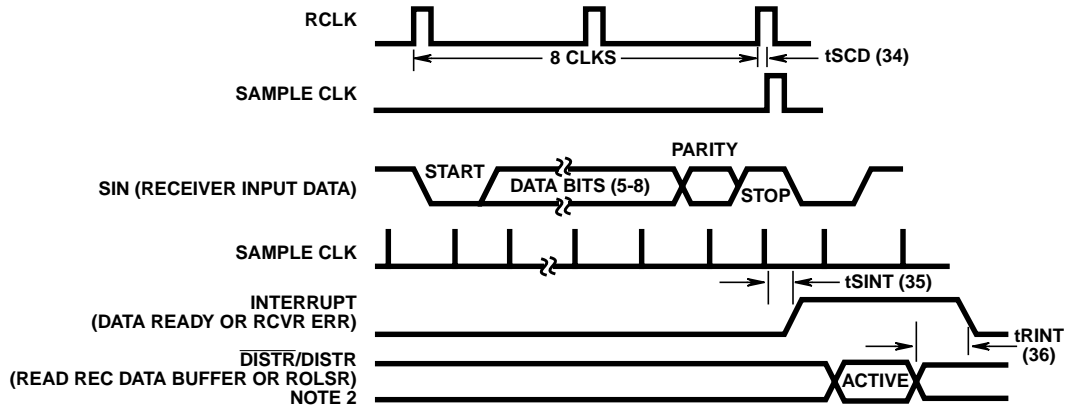 RCLK
8 CLKS
tSCD (34)
SAMPLE CLK
PARITY
START
SIN (RECEIVER INPUT DATA)
DATA BITS (5-8)
STOP
SAMPLE CLK
tSINT (35)
INTERRUPT
(DATA READY OR RCVR ERR)
tRINT
(36)
DISTR/DISTR
(READ REC DATA BUFFER OR ROLSR)
ACTIVE
NOTE 2